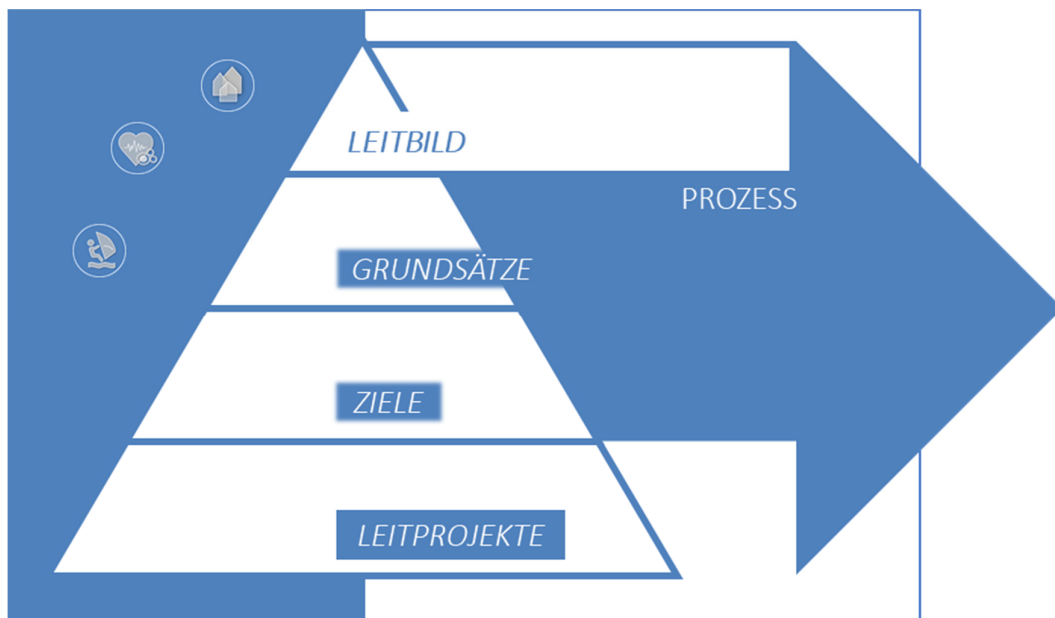 LEITBILD
PROZESS
GRUNDSÄTZE
ZIELE
LEITPROJEKTE